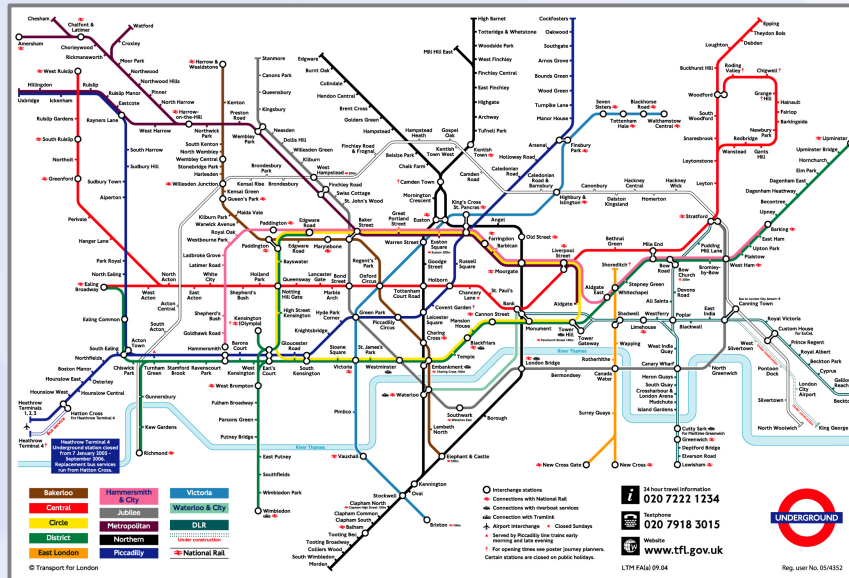 Chesham
Chalfont & Latimer
Watford
Amersham
Chorleywood
Croxley
Rickmansworth
Moor Park
Northwood
Northwood Hills
Pinner
North Harrow
Harrow-on-the-Hill
West Ruislip
Hillingdon
Ruislip
Ruislip Manor
Eastcote
Uxbridge
Ickenham
Rayners Lane
West Harrow
Northwick Park
Preston Road
Wembley Park
Ruislip Gardens
South Ruislip
Northolt
Greenford
Perivale
Hanger Lane
South Harrow
Sudbury Hill
Sudbury Town
Alperton
Park Royal
North Ealing
Ealing Broadway
Ealing Common
South Ealing
Northfields
Boston Manor
Osterley
Hounslow East
Hounslow Central
Hounslow West
Hatton Cross
for Heathrow Terminal 4
Heathrow Terminals 1, 2, 3
Heathrow Terminal 4
Bus service
Harrow & Wealdstone
Kenton
South Kenton
North Wembley
Wembley Central
Stonebridge Park
Harlesden
Willesden Junction
Kensal Green
Queen's Park
Kilburn Park
Maida Vale
Warwick Avenue
Royal Oak
Westbourne Park
Ladbroke Grove
Latimer Road
White City
Shepherd's Bush
Goldhawk Road
Hammersmith
Stanmore
Canons Park
Queensbury
Kingsbury
Neasden
Dollis Hill
Willesden Green
Kilburn
West Hampstead
Finchley Road
Swiss Cottage
St. John's Wood
Brondesbury Park
Kensal Rise
Brondesbury
Finchley Road & Frognal
Edgware
Burnt Oak
Colindale
Hendon Central
Brent Cross
Golders Green
Hampstead
Belsize Park
Chalk Farm
Camden Town
Mornington Crescent
Hampstead Heath
Gospel Oak
Kentish Town West
Camden Road
High Barnet
Totteridge & Whetstone
Woodside Park
Mill Hill East
West Finchley
Finchley Central
East Finchley
Highgate
Archway
Tufnell Park
Kentish Town
Cockfosters
Oakwood
Southgate
Arnos Grove
Bounds Green
Wood Green
Turnpike Lane
Manor House
Arsenal
Finsbury Park
Holloway Road
Caledonian Road
Caledonian Road & Barnsbury
Seven Sisters
Blackhorse Road
Tottenham Hale
Walthamstow Central
Highbury & Islington
Canonbury
Dalston Kingsland
Hackney Central
Homerton
Hackney Wick
Epping
Theydon Bois
Debden
Loughton
Buckhurst Hill
Roding Valley
Chigwell
Grange Hill
Hainault
Fairlop
Barkingside
Newbury Park
Redbridge
Gants Hill
Wanstead
Woodford
South Woodford
Snaresbrook
Leytonstone
Leyton
Stratford
Upminster
Upminster Bridge
Hornchurch
Elm Park
Dagenham East
Dagenham Heathway
Becontree
Upney
Barking
East Ham
Upton Park
Plaistow
West Ham
Pudding Mill Lane
Bromley-by-Bow
Bow Road
Bow Church
Devons Road
All Saints
Mile End
Bethnal Green
Stepney Green
Whitechapel
Shoreditch
Aldgate East
Aldgate
Liverpool Street
Moorgate
Old Street
Angel
Barbican
Farringdon
King's Cross St. Pancras
Euston
Euston Square
Great Portland Street
Warren Street
Goodge Street
Russell Square
Baker Street
Regent's Park
Oxford Circus
Tottenham Court Road
Holborn
Chancery Lane
St. Paul's
Bank
Monument
Cannon Street
Mansion House
Blackfriars
Temple
Covent Garden
Leicester Square
Piccadilly Circus
Charing Cross
Embankment
Westminster
Waterloo
Southwark
Lambeth North
Elephant & Castle
Borough
London Bridge
Bermondsey
Canada Water
Rotherhithe
Wapping
Surrey Quays
New Cross Gate
New Cross
Paddington
Edgware Road
Marylebone
Paddington
Edgware Road
Bayswater
Notting Hill Gate
Queensway
Lancaster Gate
Marble Arch
Bond Street
Holland Park
Shepherd's Bush
High Street Kensington
Hyde Park Corner
Green Park
Knightsbridge
Kensington (Olympia)
Gloucester Road
South Kensington
Sloane Square
St. James's Park
Victoria
Pimlico
Vauxhall
Stockwell
Brixton
Kennington
Oval
Clapham North
Clapham Common
Clapham South
Balham
Tooting Bec
Tooting Broadway
Colliers Wood
South Wimbledon
Morden
Barons Court
West Kensington
Earl's Court
West Brompton
Fulham Broadway
Parsons Green
Putney Bridge
East Putney
Southfields
Wimbledon Park
Wimbledon
West Acton
North Acton
East Acton
Acton Central
South Acton
Acton Town
Chiswick Park
Turnham Green
Stamford Brook
Ravenscourt Park
Gunnersbury
Kew Gardens
Richmond
Tower Hill
Tower Gateway
Shadwell
Limehouse
Westferry
Poplar
Blackwall
East India
Canning Town
West India Quay
Canary Wharf
Heron Quays
South Quay
Crossharbour & London Arena
Mudchute
Island Gardens
Cutty Sark
for Maritime Greenwich
Greenwich
Deptford Bridge
Elverson Road
Lewisham
North Greenwich
Royal Victoria
Custom House
for ExCeL
Prince Regent
Royal Albert
Beckton Park
Cyprus
West Silvertown
Pontoon Dock
London City Airport
Silvertown
North Woolwich
King George
River Thames
River Thames
Heathrow Terminal 4
Underground station closed
from 7 January 2005 -
September 2006.
Replacement bus services
run from Hatton Cross.
Bakerloo
Central
Circle
District
East London
Hammersmith & City
Jubilee
Metropolitan
Northern
Piccadilly
Victoria
Waterloo & City
DLR
Under construction
National Rail
© Transport for London
Interchange stations
Connections with National Rail
Connections with riverboat services
Connection with Tramlink
Airport interchange
Closed Sundays
Served by Piccadilly line trains early
morning and late evening
For opening times see poster journey planners.
Certain stations are closed on public holidays.
24 hour travel information
020 7222 1234
Textphone
020 7918 3015
Website
www.tfl.gov.uk
LTM FA(a) 09.04
UNDERGROUND
Reg. user No. 05/4352